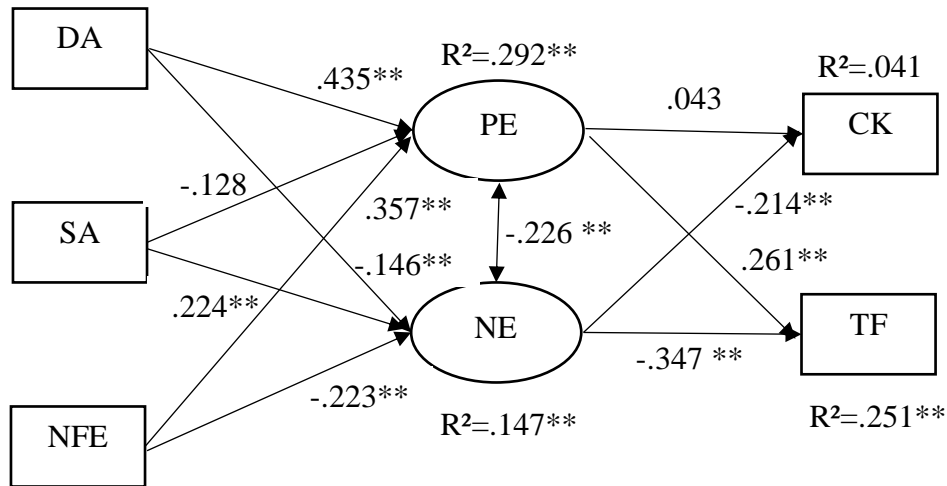 DA
R²=.292**
.435**
R²=.041
PE
.043
CK
-.128
.357**
-.214**
SA
-.226 **
-.146**
.261**
.224**
NE
TF
-.347 **
-.223**
NFE
R²=.147**
R²=.251**